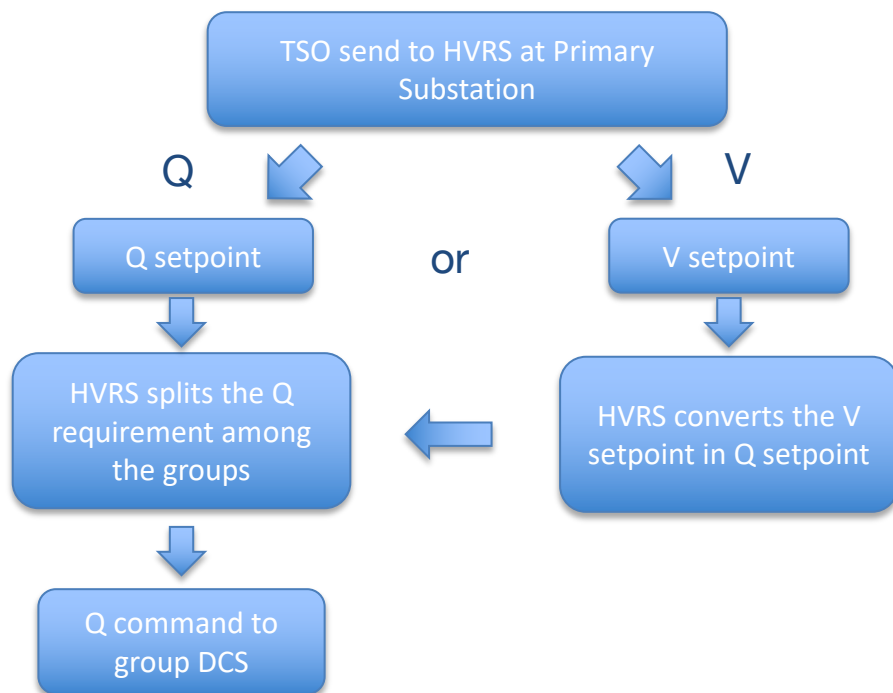 TSO send to HVRS at Primary
Substation
Q
V
Q setpoint
or
V setpoint
HVRS splits the Q
requirement among
the groups
HVRS converts the V
setpoint in Q setpoint
Q command to
group DCS